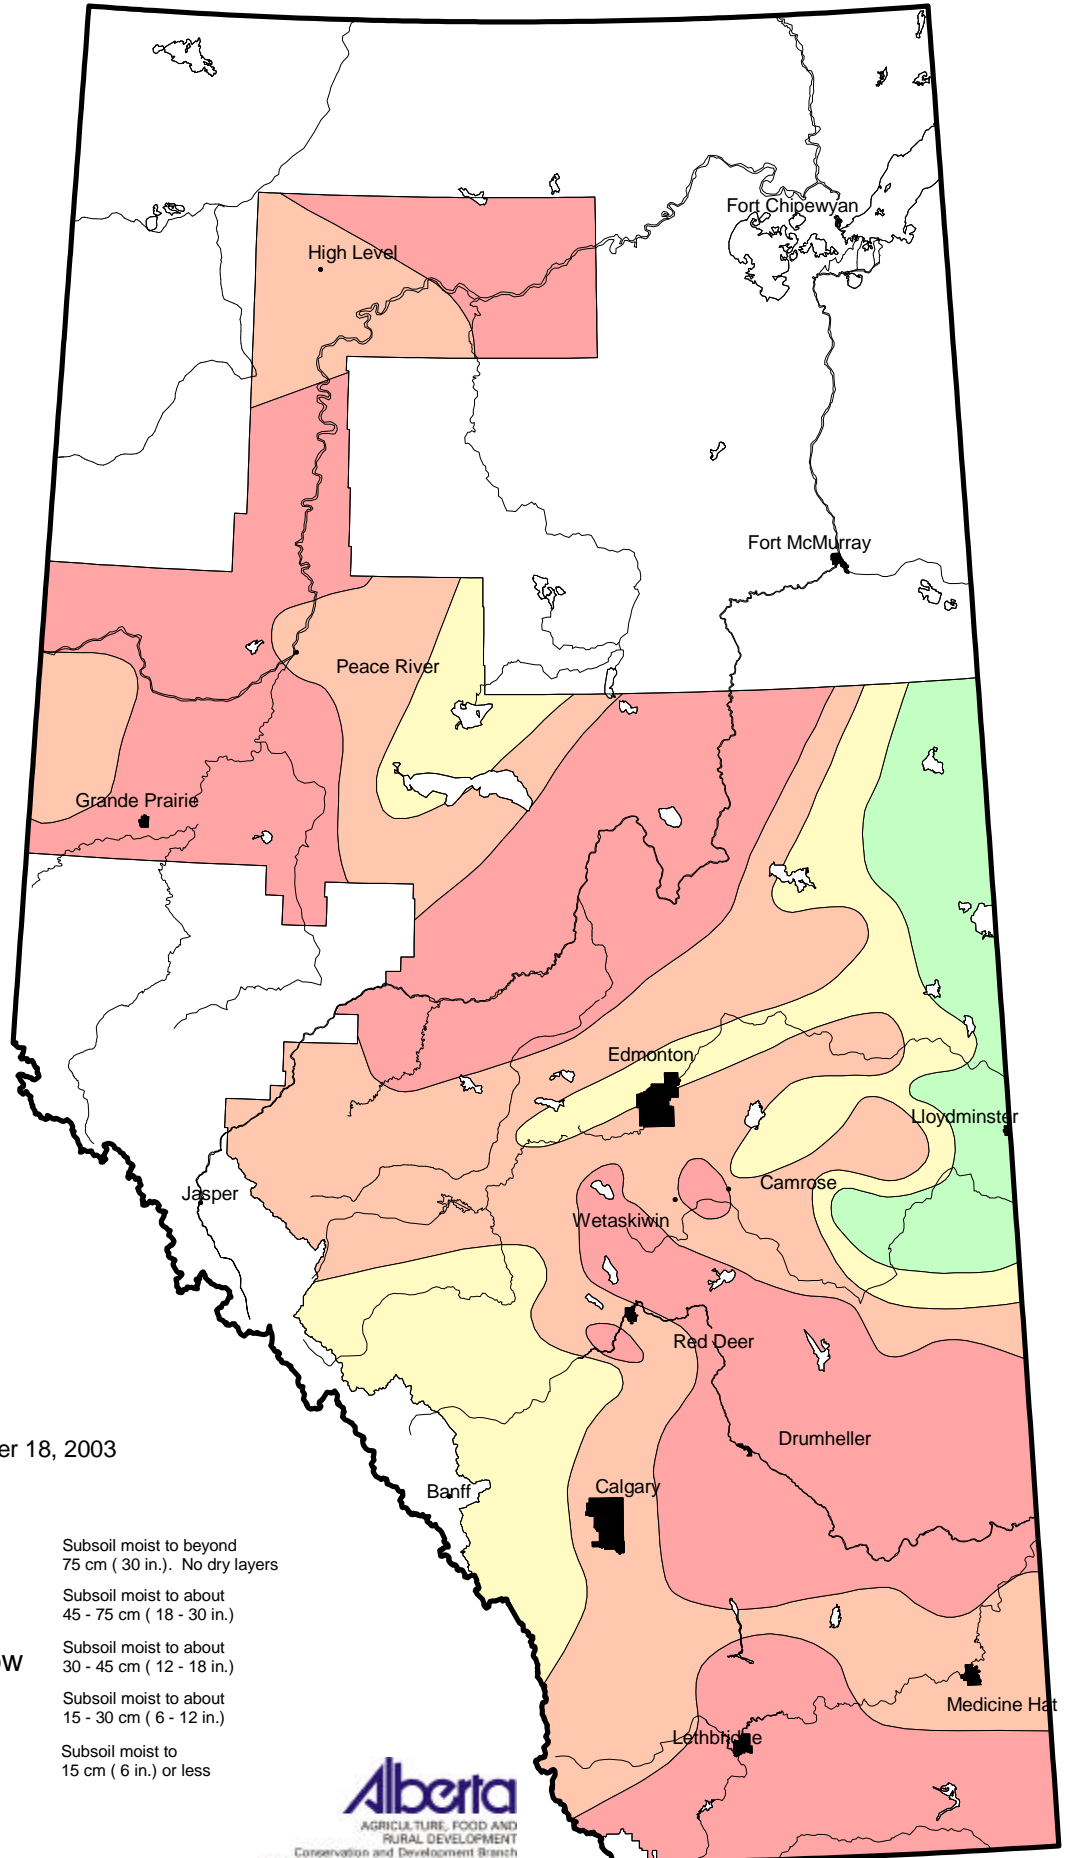 Fort Chipewyan
High Level
Fort McMurray
Peace River
Grande Prairie
Edmonton
Lloydminster
Camrose
Jasper
Wetaskiwin
Red Deer
Drumheller
Banff
Calgary
Medicine Hat
Lethbridge
er 18, 2003
Subsoil moist to beyond
75 cm ( 30 in.). No dry layers
Subsoil moist to about
45 - 75 cm ( 18 - 30 in.)
Subsoil moist to about
30 - 45 cm ( 12 - 18 in.)
Subsoil moist to about
15 - 30 cm ( 6 - 12 in.)
Subsoil moist to
15 cm ( 6 in.) or less
Alberta
AGRICULTURE, FOOD AND
RURAL DEVELOPMENT
Conservation and Development Branch